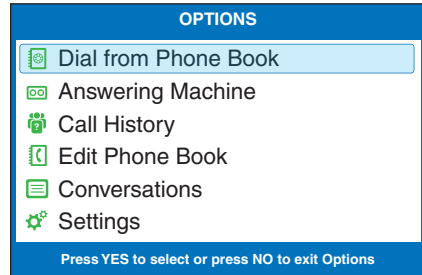 OPTIONS
Dial from Phone Book
Answering Machine
Call History
Edit Phone Book
Conversations
Settings
Press YES to select or press NO to exit Options